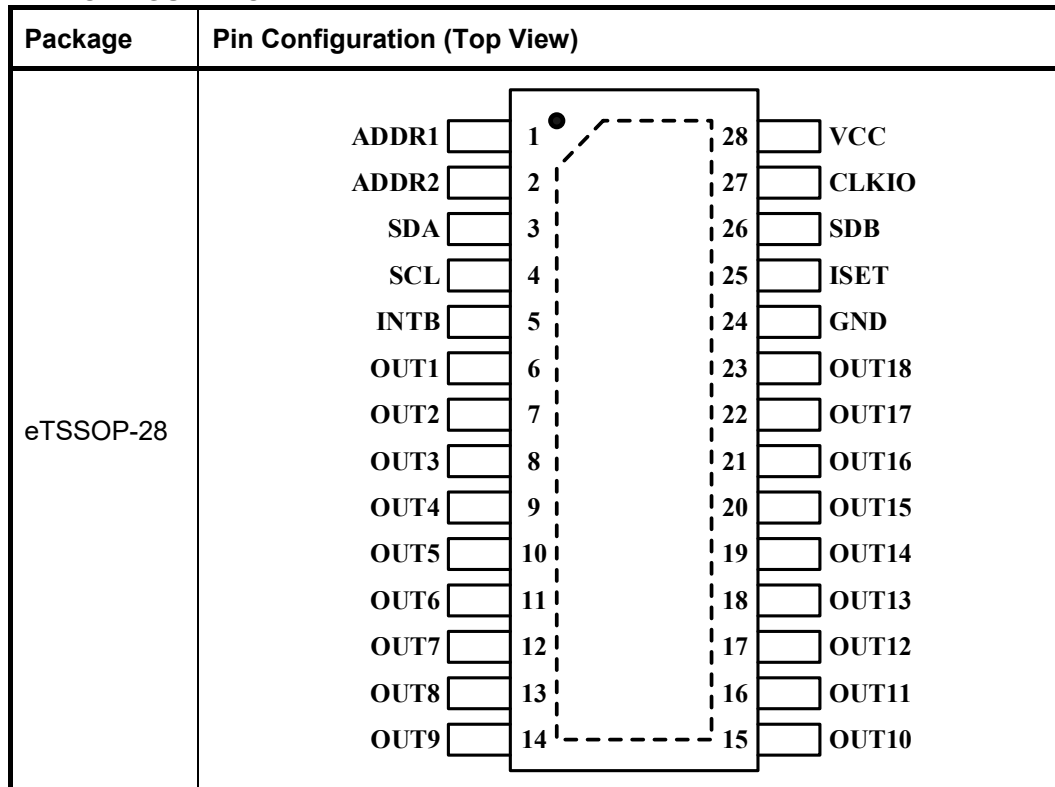 Package Pin Configuration (Top View)
eTSSOP-28
ADDR1 1 28 VCC
ADDR2 2 27 CLKIO
SDA 3 26 SDB
SCL 4 25 ISET
INTB 5 24 GND
OUT1 6 23 OUT18
OUT2 7 22 OUT17
OUT3 8 21 OUT16
OUT4 9 20 OUT15
OUT5 10 19 OUT14
OUT6 11 18 OUT13
OUT7 12 17 OUT12
OUT8 13 16 OUT11
OUT9 14 15 OUT10